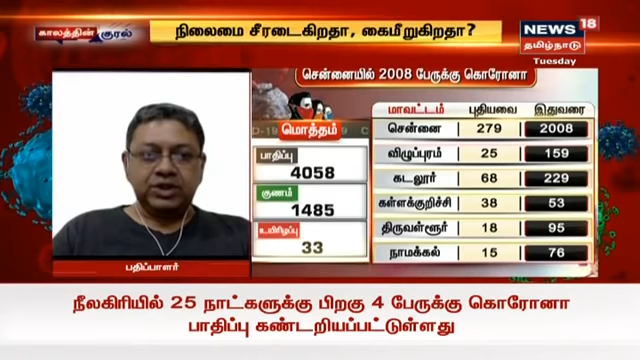 காலத்தின் குரல்
நிலைமை சீரடைகிறதா, கைமீறுகிறதா?
NEWS 18
தமிழ்நாடு
Tuesday
சென்னையில் 2008 பேருக்கு கொரோனா
மொத்தம்
பாதிப்பு
4058
குணம்
1485
உயிரிழப்பு
33
மாவட்டம் புதியவை இதுவரை
சென்னை 279 2008
விழுப்புரம் 25 159
கடலூர் 68 229
கள்ளக்குறிச்சி 38 53
திருவள்ளூர் 18 95
நாமக்கல் 15 76
பதிப்பாளர்
நீலகிரியில் 25 நாட்களுக்கு பிறகு 4 பேருக்கு கொரோனா
பாதிப்பு கண்டறியப்பட்டுள்ளது